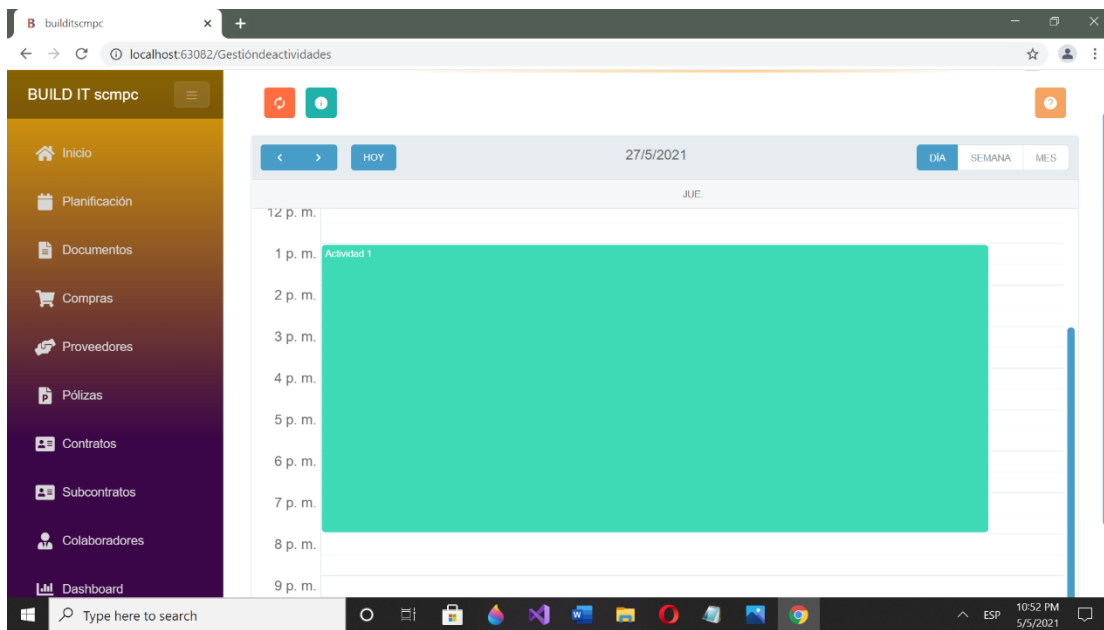 B builditscmpc
localhost:63082/Gestióndeactividades
BUILD IT scmpc
Inicio
Planificación
Documentos
Compras
Proveedores
Pólizas
Contratos
Subcontratos
Colaboradores
Dashboard
HOY
27/5/2021
DÍA SEMANA MES
JUE.
12 p. m.
1 p. m. Actividad 1
2 p. m.
3 p. m.
4 p. m.
5 p. m.
6 p. m.
7 p. m.
8 p. m.
9 p. m.
Type here to search
ESP
10:52 PM
5/5/2021